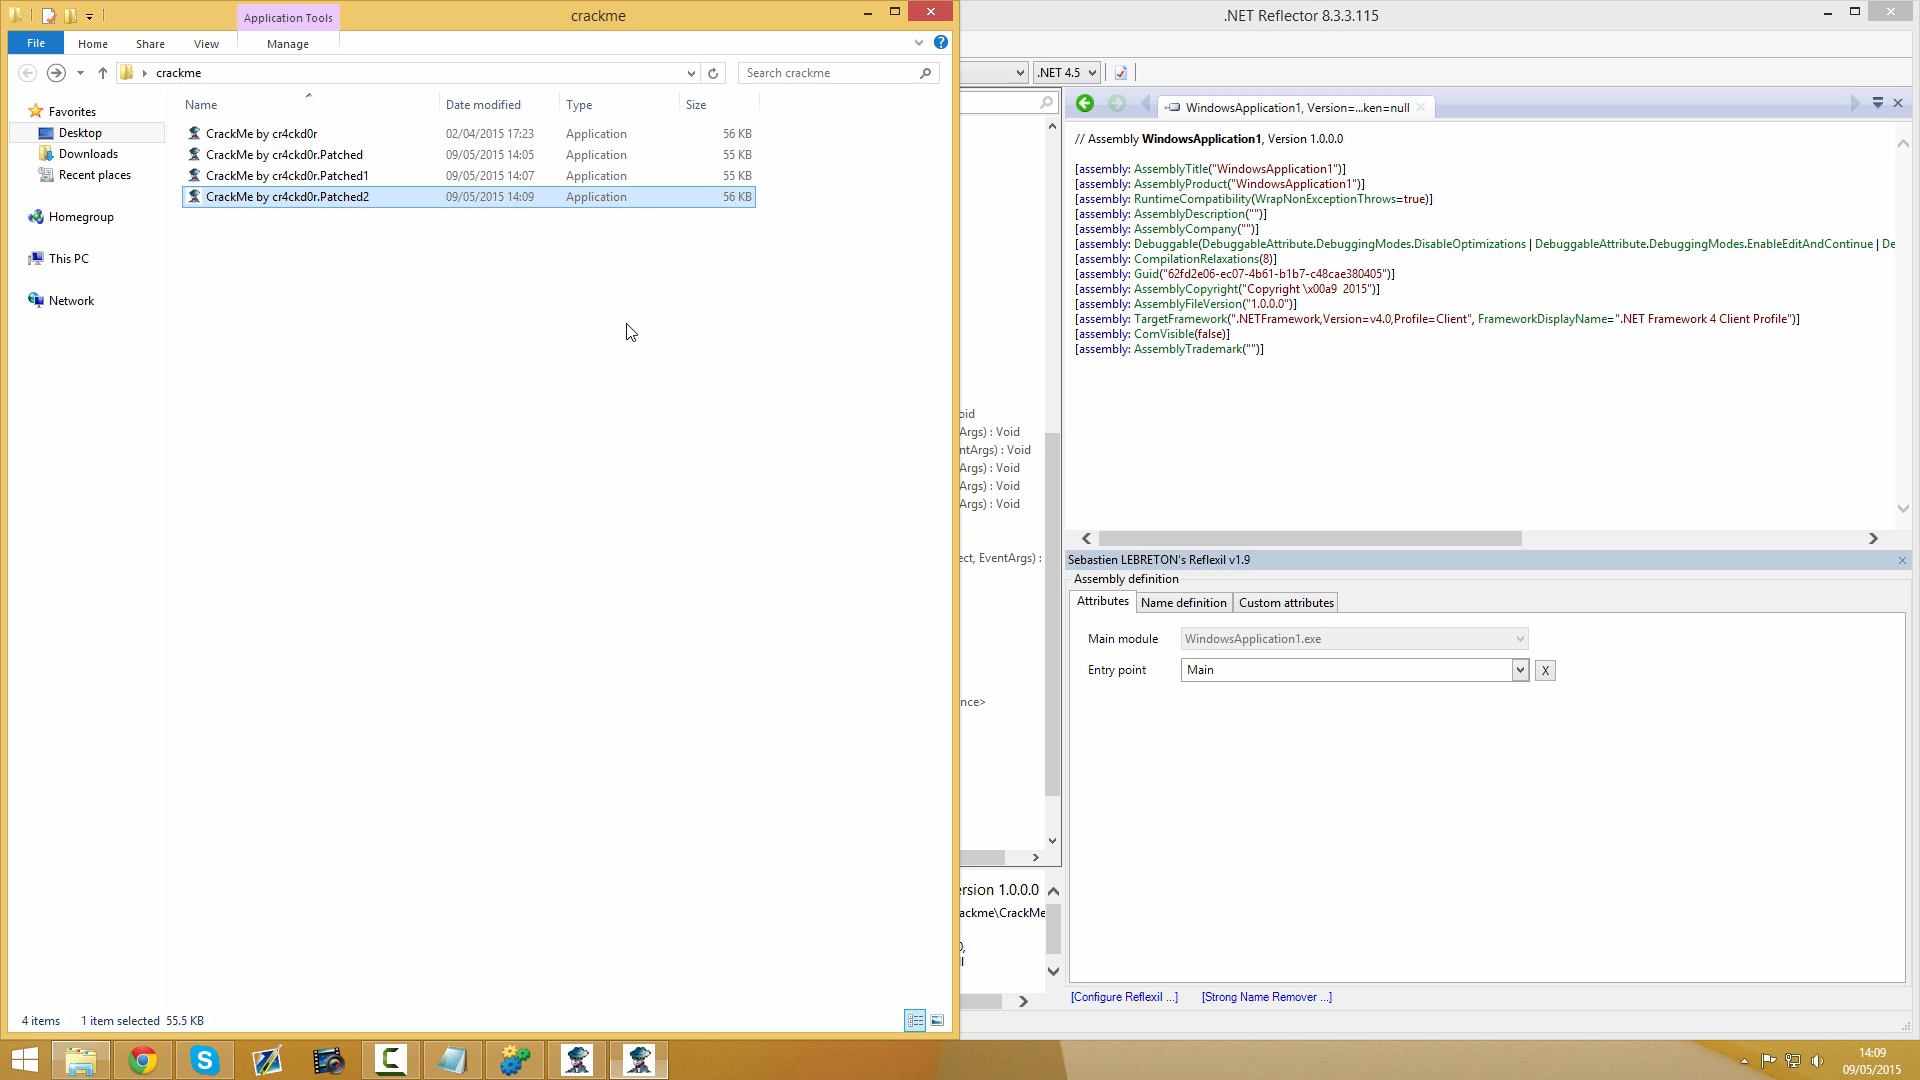 Application Tools
crackme
File
Home
Share
View
Manage
crackme
Search crackme
Name
Date modified
Type
Size
Favorites
Desktop
Downloads
Recent places
Homegroup
This PC
Network
CrackMe by cr4ckd0r 02/04/2015 17:23 Application 56 KB
CrackMe by cr4ckd0r.Patched 09/05/2015 14:05 Application 55 KB
CrackMe by cr4ckd0r.Patched1 09/05/2015 14:07 Application 55 KB
CrackMe by cr4ckd0r.Patched2 09/05/2015 14:09 Application 56 KB
4 items 1 item selected 55.5 KB
.NET Reflector 8.3.3.115
.NET 4.5
WindowsApplication1, Version=...ken=null
// Assembly WindowsApplication1, Version 1.0.0.0
[assembly: AssemblyTitle("WindowsApplication1")]
[assembly: AssemblyProduct("WindowsApplication1")]
[assembly: RuntimeCompatibility(WrapNonExceptionThrows=true)]
[assembly: AssemblyDescription("")]
[assembly: AssemblyCompany("")]
[assembly: Debuggable(DebuggableAttribute.DebuggingModes.DisableOptimizations | DebuggableAttribute.DebuggingModes.EnableEditAndContinue | De
[assembly: CompilationRelaxations(8)]
[assembly: Guid("62fd2e06-ec07-4b61-b1b7-c48cae380405")]
[assembly: AssemblyCopyright("Copyright \x00a9 2015")]
[assembly: AssemblyFileVersion("1.0.0.0")]
[assembly: TargetFramework(".NETFramework,Version=v4.0,Profile=Client", FrameworkDisplayName=".NET Framework 4 Client Profile")]
[assembly: ComVisible(false)]
[assembly: AssemblyTrademark("")]
oid
Args) : Void
ntArgs) : Void
Args) : Void
Args) : Void
Args) : Void
ect, EventArgs) :
nce>
ersion 1.0.0.0
ackme\CrackMe
0,
ll
Sebastien LEBRETON's Reflexil v1.9
Assembly definition
Attributes
Name definition
Custom attributes
Main module WindowsApplication1.exe
Entry point Main X
[Configure Reflexil ...] [Strong Name Remover ...]
14:09
09/05/2015